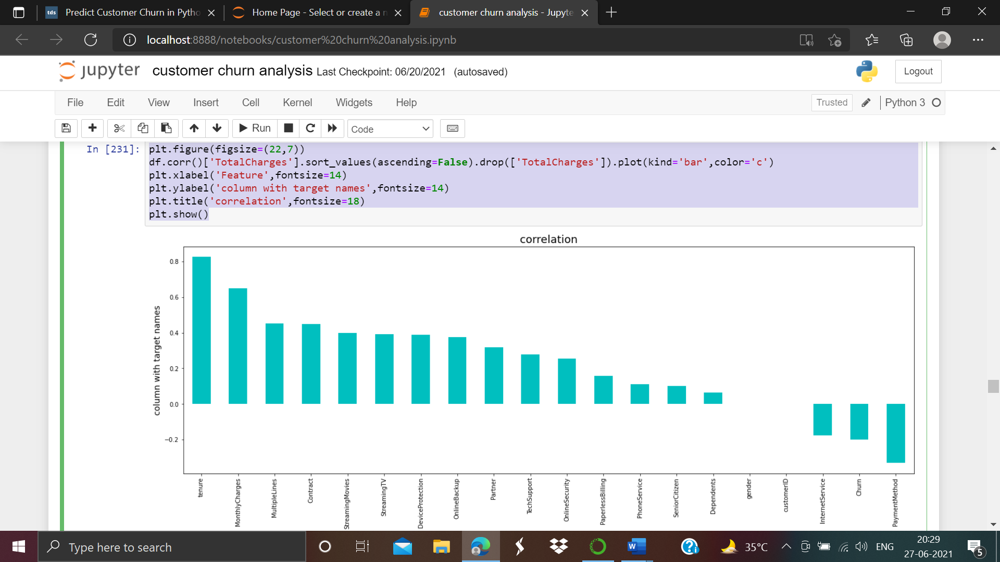 tds Predict Customer Churn in Pytho
Home Page - Select or create a n
customer churn analysis - Jupyte
localhost:8888/notebooks/customer%20churn%20analysis.ipynb
jupyter customer churn analysis Last Checkpoint: 06/20/2021 (autosaved)
Logout
File Edit View Insert Cell Kernel Widgets Help
Trusted
Python 3
Run
Code
In [231]: plt.figure(figsize=(22,7))
df.corr()['TotalCharges'].sort_values(ascending=False).drop(['TotalCharges']).plot(kind='bar',color='c')
plt.xlabel('Feature',fontsize=14)
plt.ylabel('column with target names',fontsize=14)
plt.title('correlation',fontsize=18)
plt.show()
correlation
column with target names
0.8
0.6
0.4
0.2
0.0
−0.2
tenure
MonthlyCharges
MultipleLines
Contract
StreamingMovies
StreamingTV
DeviceProtection
OnlineBackup
Partner
TechSupport
OnlineSecurity
PaperlessBilling
PhoneService
SeniorCitizen
Dependents
gender
customerID
InternetService
Churn
PaymentMethod
Type here to search
W
35°C
ENG
20:29
27-06-2021
5